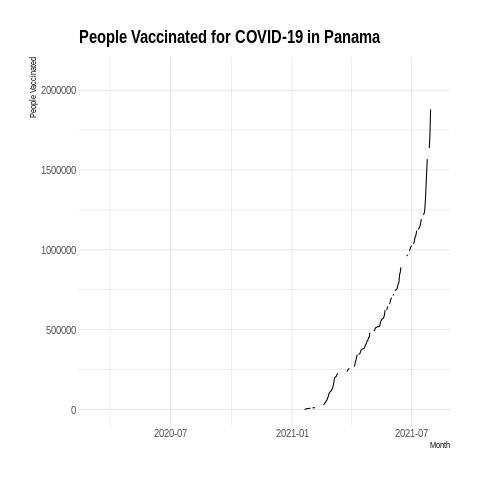 People Vaccinated for COVID-19 in Panama
People Vaccinated
2000000
1500000
1000000
500000
0
2020-07 2021-01 2021-07
Month